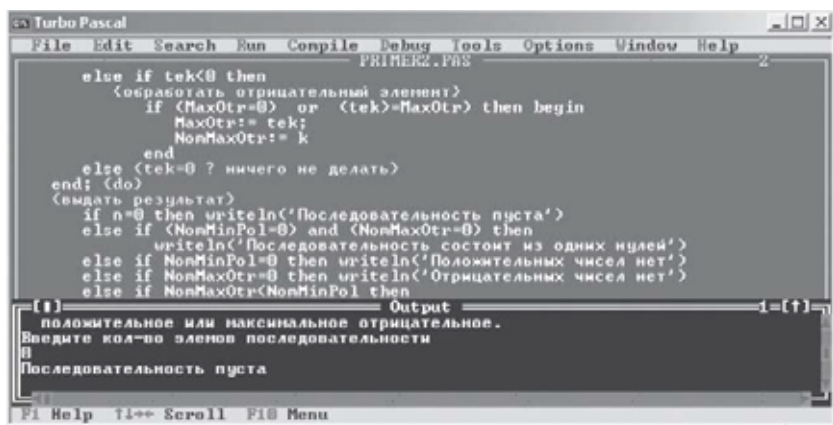 Turbo Pascal
File Edit Search Run Compile Debug Tools Options Window Help
PRIMER2.PAS 2
else if tek<0 then
{обработать отрицательный элемент}
if (MaxOtr=0) or (tek>=MaxOtr) then begin
MaxOtr:= tek;
NomMaxOtr:= k
end
else {tek=0 ? ничего не делать}
end; {do}
{выдать результат}
if n=0 then writeln('Последовательность пуста')
else if (NomMinPol=0) and (NomMaxOtr=0) then
writeln('Последовательность состоит из одних нулей')
else if NomMinPol=0 then writeln('Положительных чисел нет')
else if NomMaxOtr=0 then writeln('Отрицательных чисел нет')
else if NomMaxOtr<NomMinPol then
Output 1
положительное или максимальное отрицательное.
Введите кол-во элемов последовательности
0
Последовательность пуста
F1 Help ↑↓→← Scroll F10 Menu